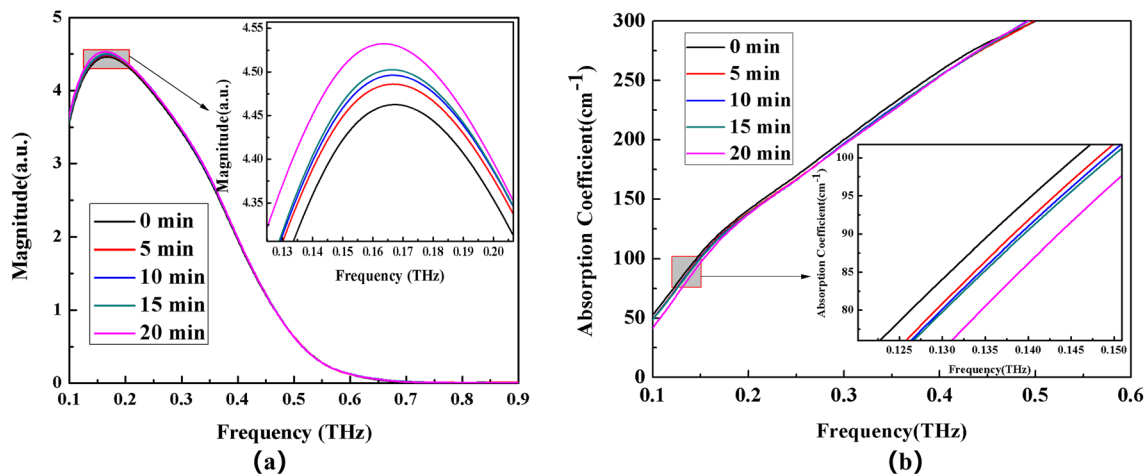 5
4
3
2
1
0
0.1 0.2 0.3 0.4 0.5 0.6 0.7 0.8 0.9
Magnitude(a.u.)
Frequency (THz)
0 min
5 min
10 min
15 min
20 min
4.55
4.50
4.45
4.40
4.35
0.13 0.14 0.15 0.16 0.17 0.18 0.19 0.20
Magnitude(a.u.)
Frequency (THz)
(a)
300
250
200
150
100
50
0
0.1 0.2 0.3 0.4 0.5 0.6
Absorption Coefficient(cm⁻¹)
Frequency(THz)
0 min
5 min
10 min
15 min
20 min
100
95
90
85
80
0.125 0.130 0.135 0.140 0.145 0.150
Absorption Coefficient(cm⁻¹)
Frequency(THz)
(b)